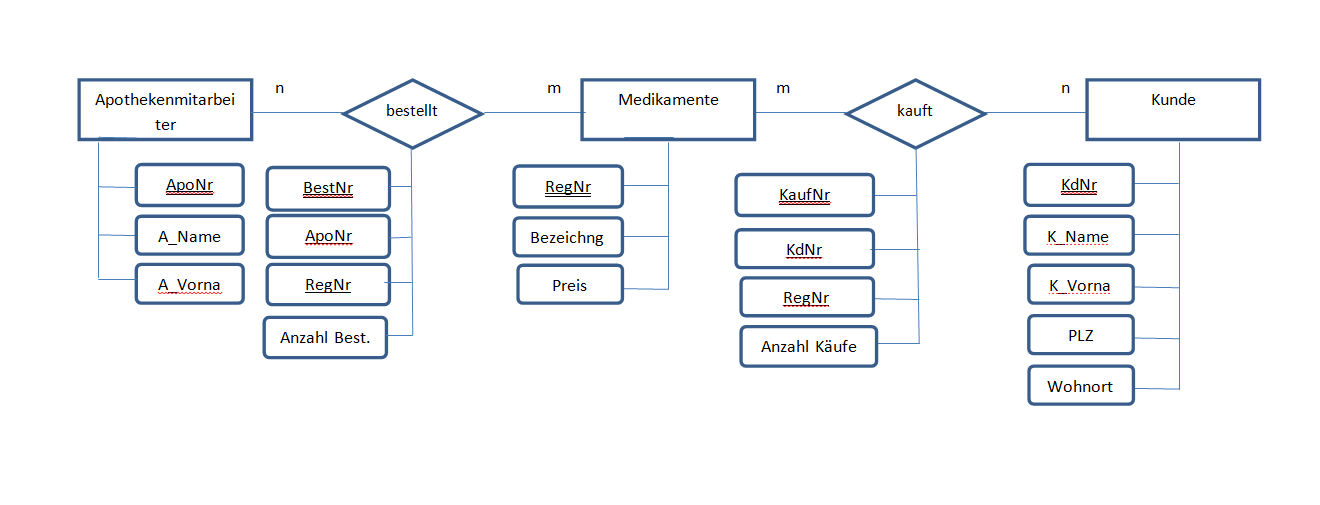 Apothekenmitarbei
ter
n
bestellt
m
Medikamente
m
kauft
n
Kunde
ApoNr
A_Name
A_Vorna
BestNr
ApoNr
RegNr
Anzahl Best.
RegNr
Bezeichng
Preis
KaufNr
KdNr
RegNr
Anzahl Käufe
KdNr
K_Name
K_Vorna
PLZ
Wohnort